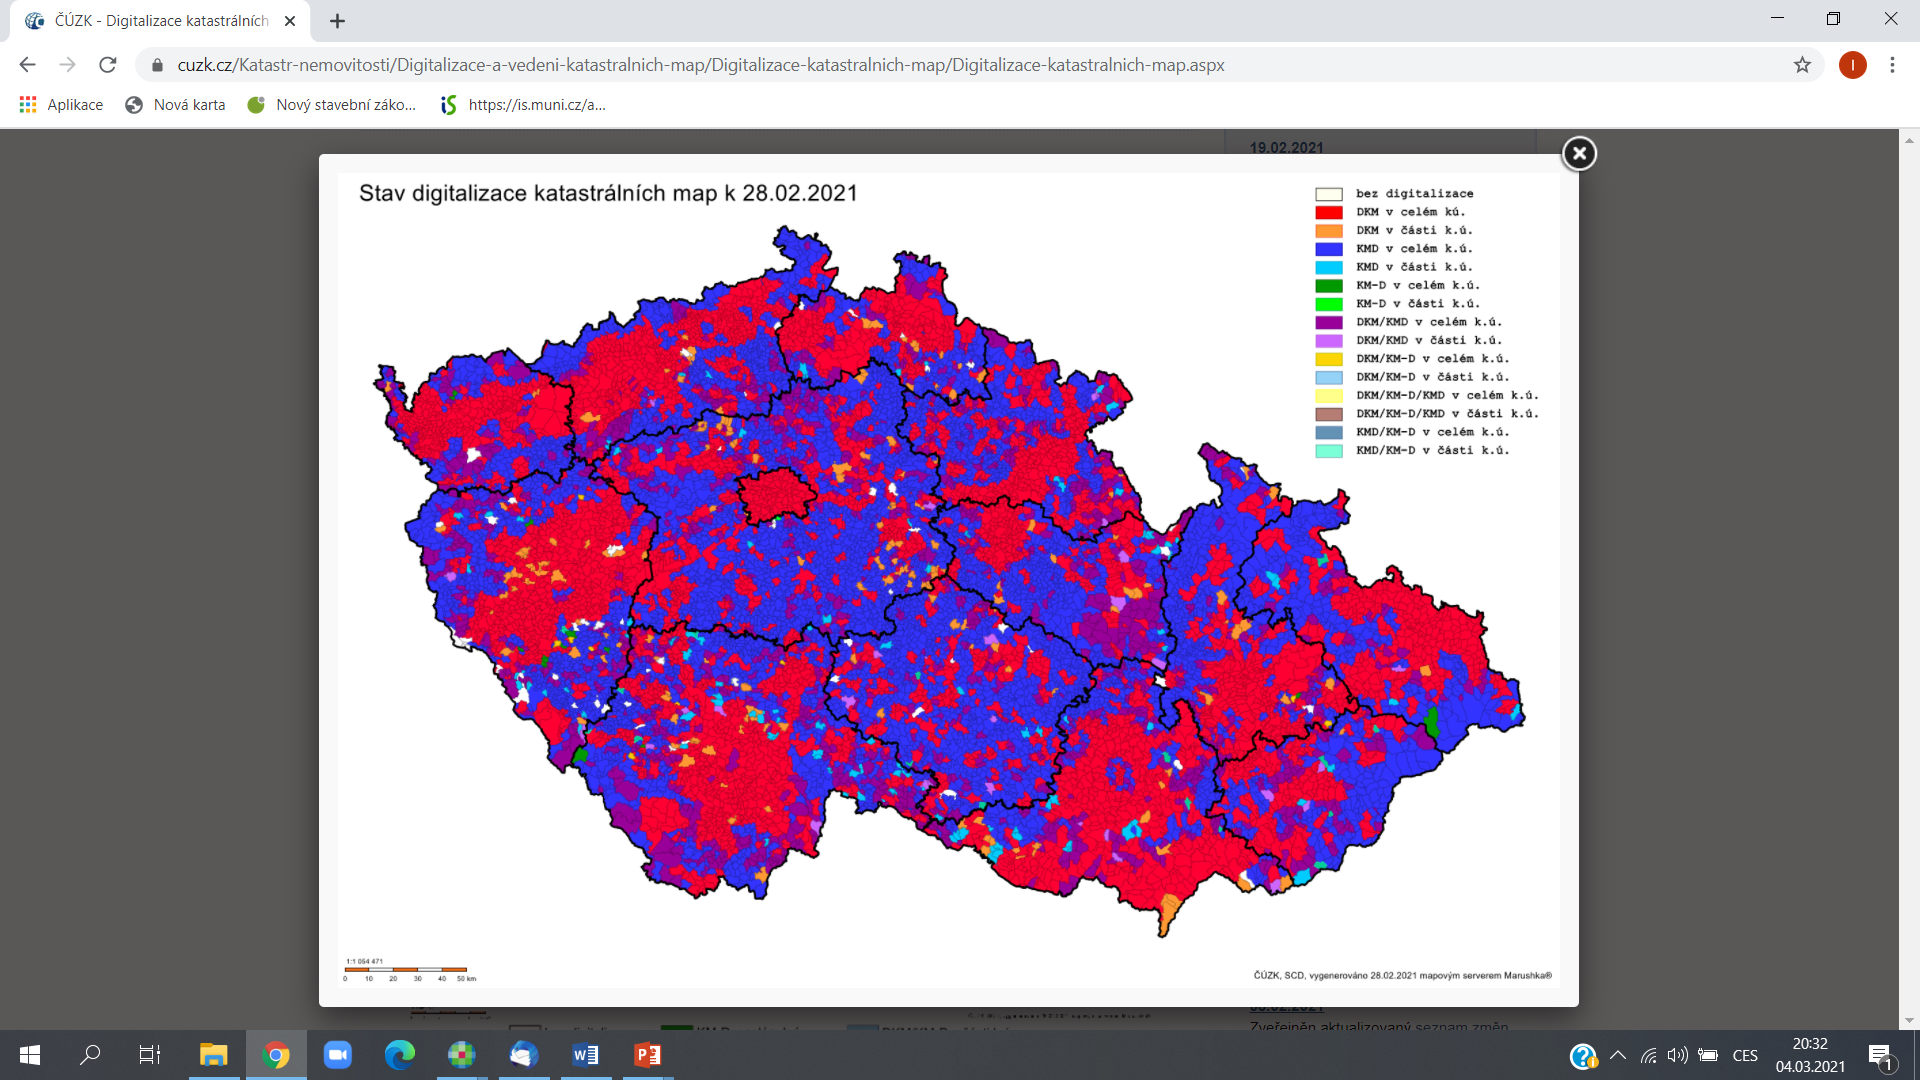 ČÚZK - Digitalizace katastrálních
cuzk.cz/Katastr-nemovitosti/Digitalizace-a-vedeni-katastralnich-map/Digitalizace-katastralnich-map/Digitalizace-katastralnich-map.aspx
I
Aplikace
Nová karta
Nový stavební záko...
https://is.muni.cz/a...
19.02.2021
Stav digitalizace katastrálních map k 28.02.2021
bez digitalizace
DKM v celém kú.
DKM v části k.ú.
KMD v celém k.ú.
KMD v části k.ú.
KM-D v celém k.ú.
KM-D v části k.ú.
DKM/KMD v celém k.ú.
DKM/KMD v části k.ú.
DKM/KM-D v celém k.ú.
DKM/KM-D v části k.ú.
DKM/KM-D/KMD v celém k.ú.
DKM/KM-D/KMD v části k.ú.
KMD/KM-D v celém k.ú.
KMD/KM-D v části k.ú.
1:1 054 471
0 10 20 30 40 50 km
ČÚZK, SCD, vygenerováno 28.02.2021 mapovým serverem Marushka®
Zveřejněn aktualizovaný seznam změn
CES
20:32
04.03.2021
1